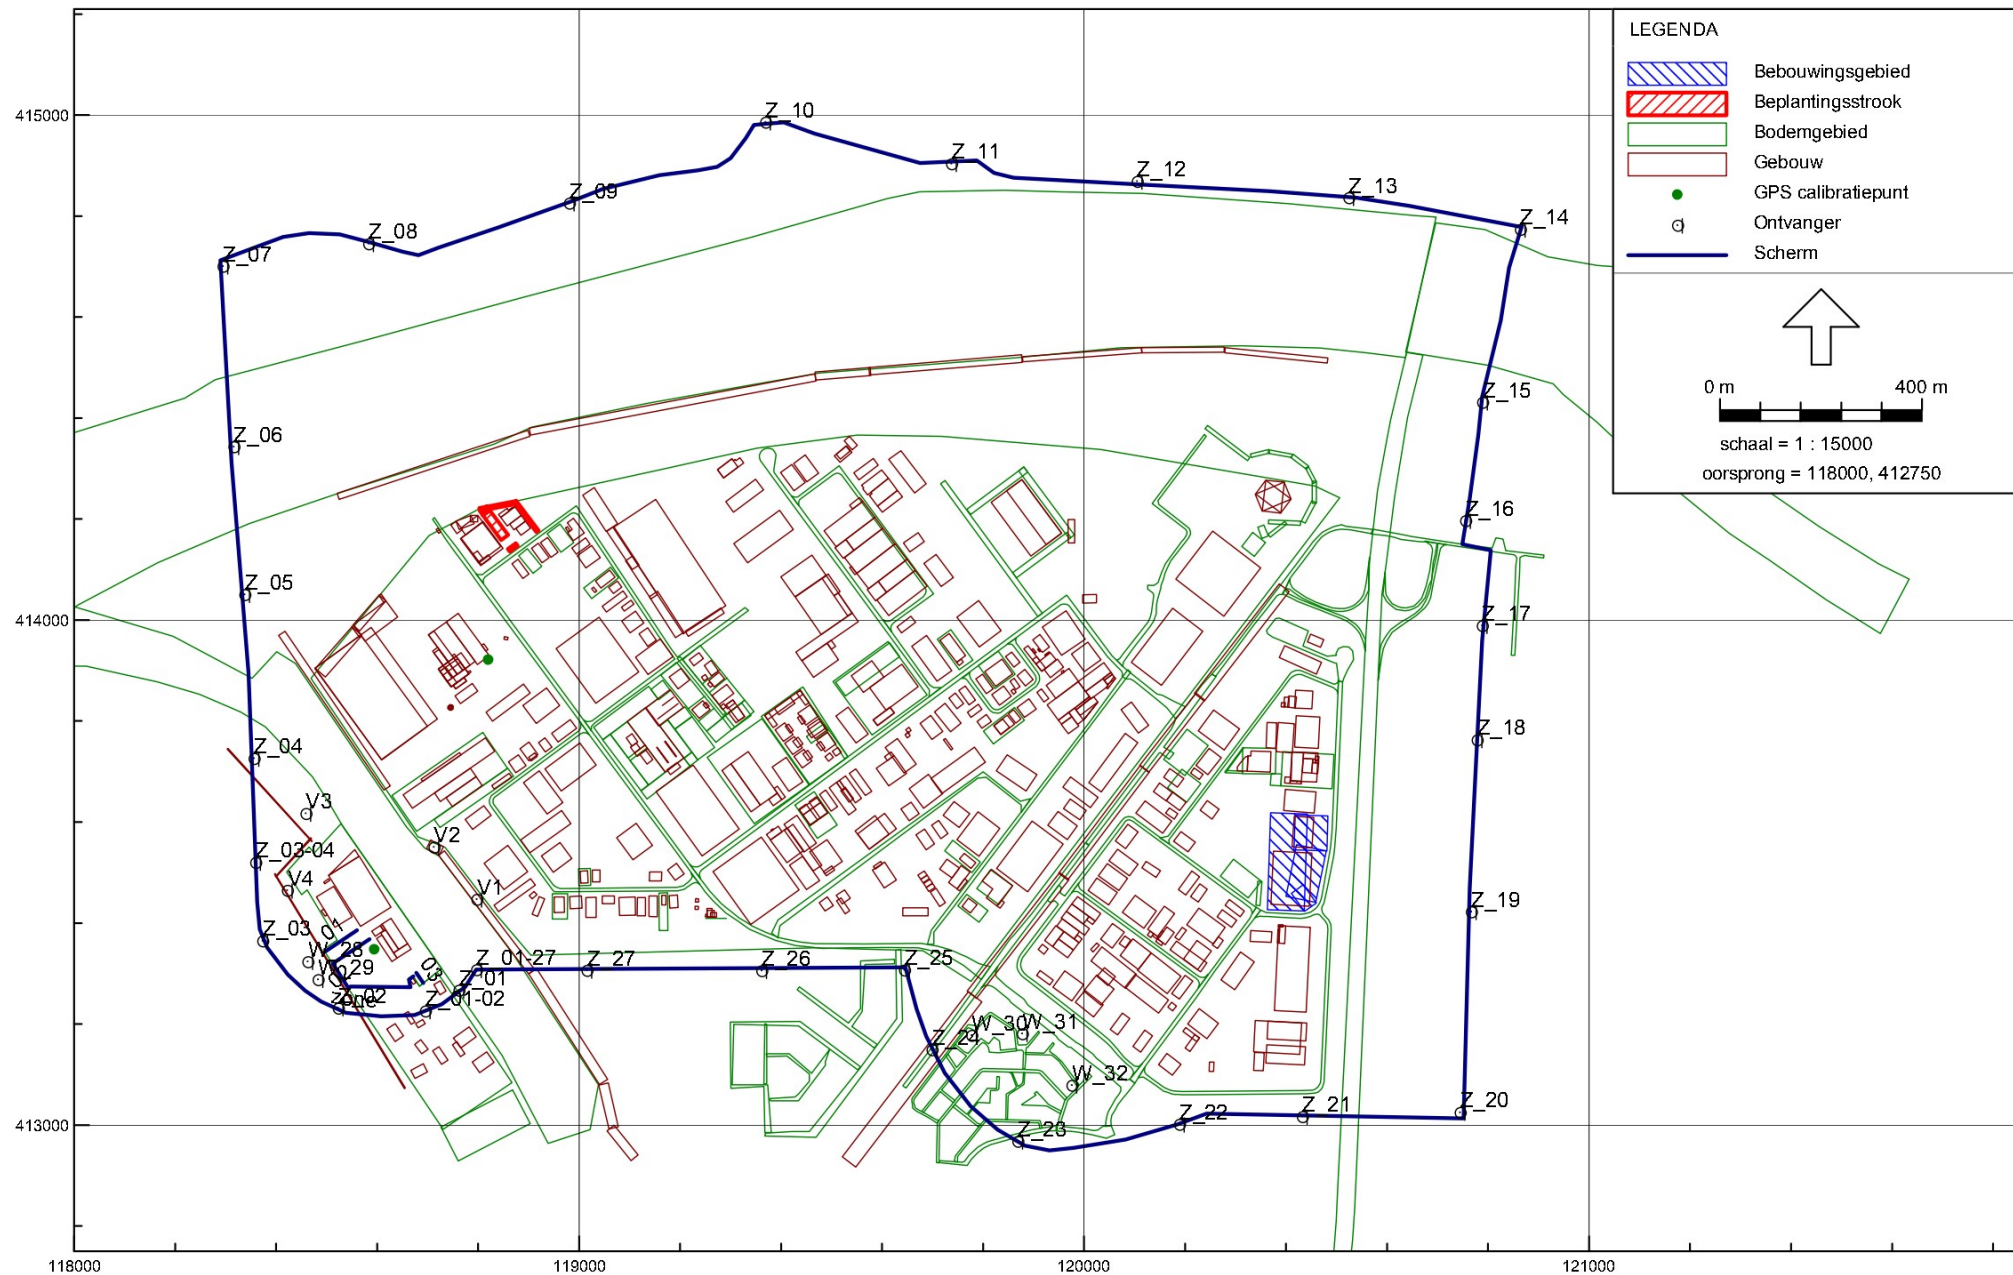 LEGENDA
Bebouwingsgebied
Beplantingsstrook
Bodemgebied
Gebouw
GPS calibratiepunt
Ontvanger
Scherm
0 m 400 m
schaal = 1 : 15000
oorsprong = 118000, 412750
415000
Z_10
Z_11
Z_12
Z_13
Z_09
Z_14
Z_08
Z_07
Z_15
Z_06
Z_16
Z_05
414000
Z_17
Z_04
Z_18
V3
V2
Z_03-04
V4
V1
Z_19
Z_03
01
W_28
03
Z_01-27
Z_27
Z_26
Z_25
Z_01
Z_01-02
W_30
W_31
Z_24
W_32
Z_20
Z_21
Z_22
Z_23
413000
118000
119000
120000
121000